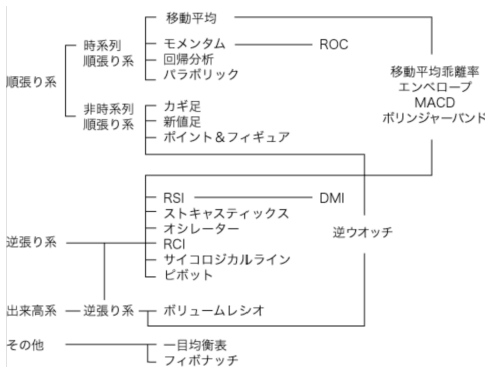 移動平均
時系列
順張り系
モメンタム
ROC
回帰分析
パラボリック
順張り系
移動平均乖離率
エンベロープ
MACD
ボリンジャーバンド
非時系列
順張り系
カギ足
新値足
ポイント＆フィギュア
RSI
DMI
ストキャスティックス
オシレーター
逆ウオッチ
逆張り系
RCI
サイコロジカルライン
ピボット
出来高系
逆張り系
ボリュームレシオ
その他
一目均衡表
フィボナッチ